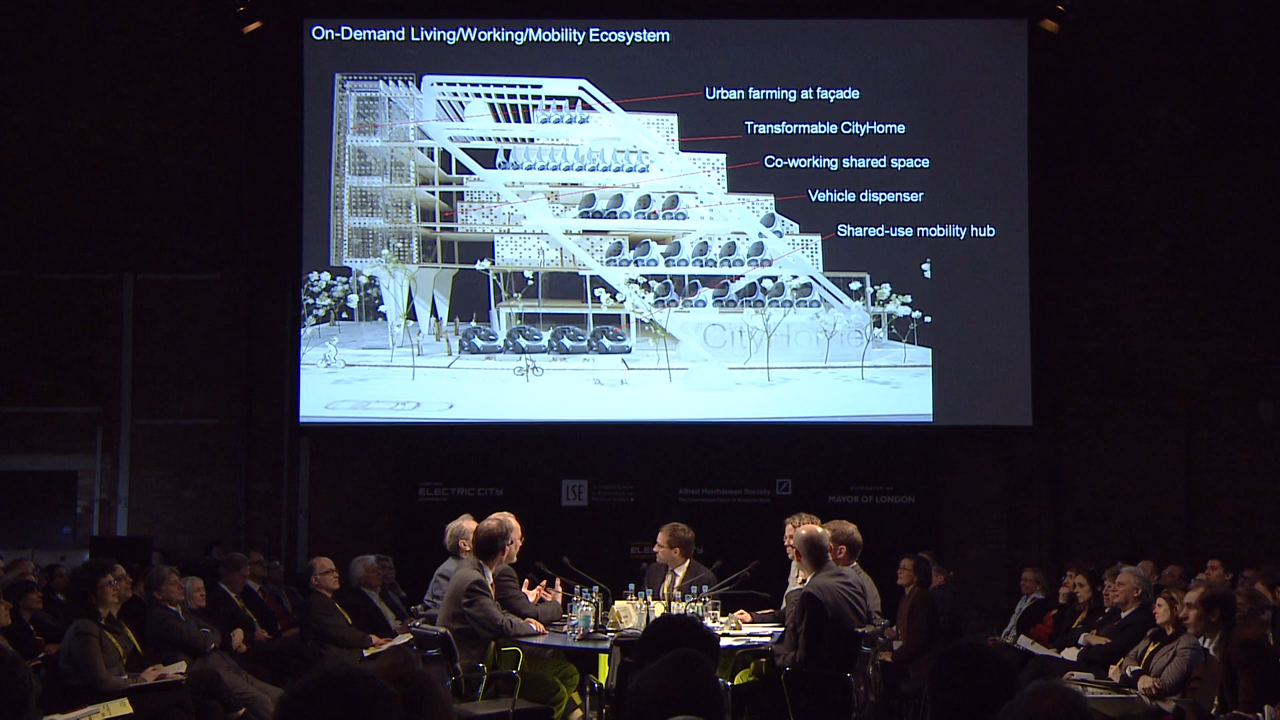 On-Demand Living/Working/Mobility Ecosystem
Urban farming at façade
Transformable CityHome
Co-working shared space
Vehicle dispenser
Shared-use mobility hub
CityHome
ELECTRIC CITY
LSE
Alfred Herrhausen Society
MAYOR OF LONDON